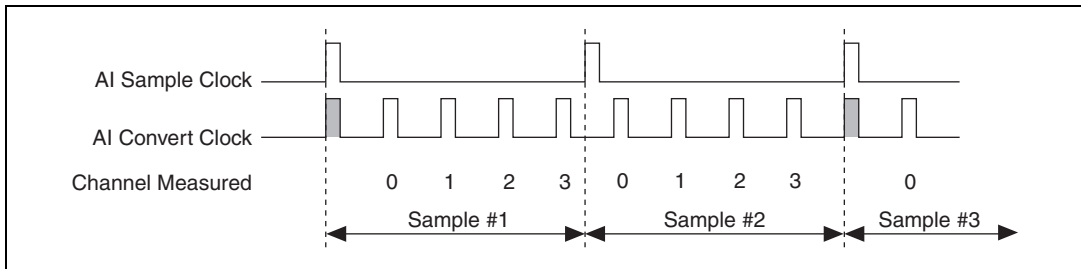 AI Sample Clock
AI Convert Clock
Channel Measured 0 1 2 3 0 1 2 3 0
Sample #1 Sample #2 Sample #3